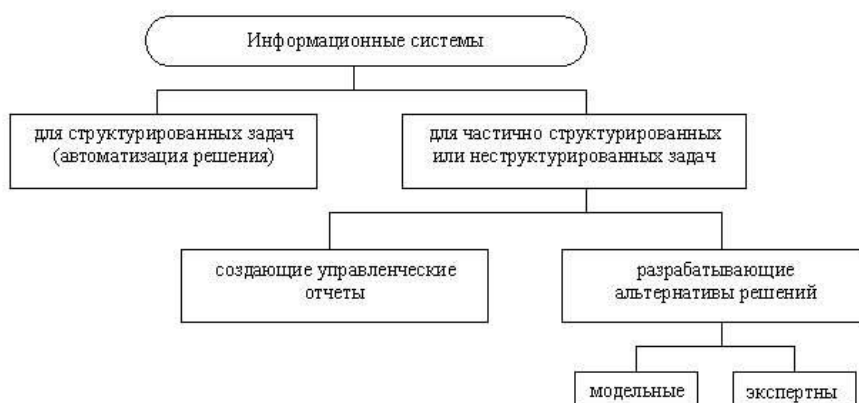 Информационные системы
для структурированных задач
(автоматизация решения)
для частично структурированных
или неструктурированных задач
создающие управленческие
отчеты
разрабатывающие
альтернативы решений
модельные
экспертны